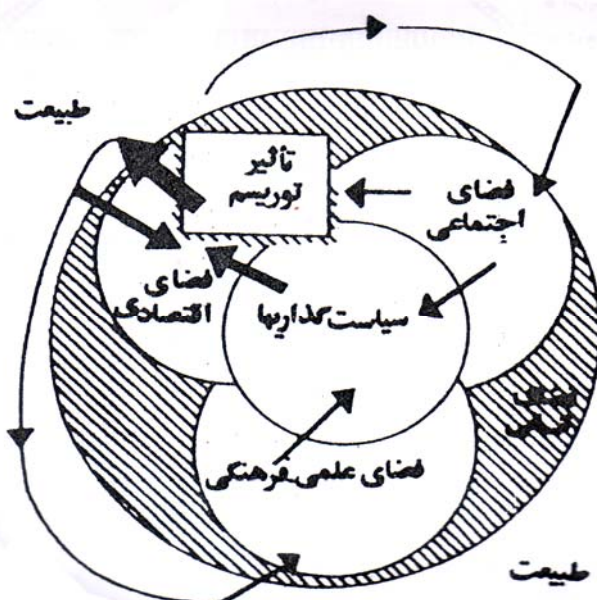 طبیعت
تأثیر
توریسم
فضای
اجتماعی
فضای
اقتصادی
سیاست گذاریها
فضای علمی فرهنگی
طبیعت